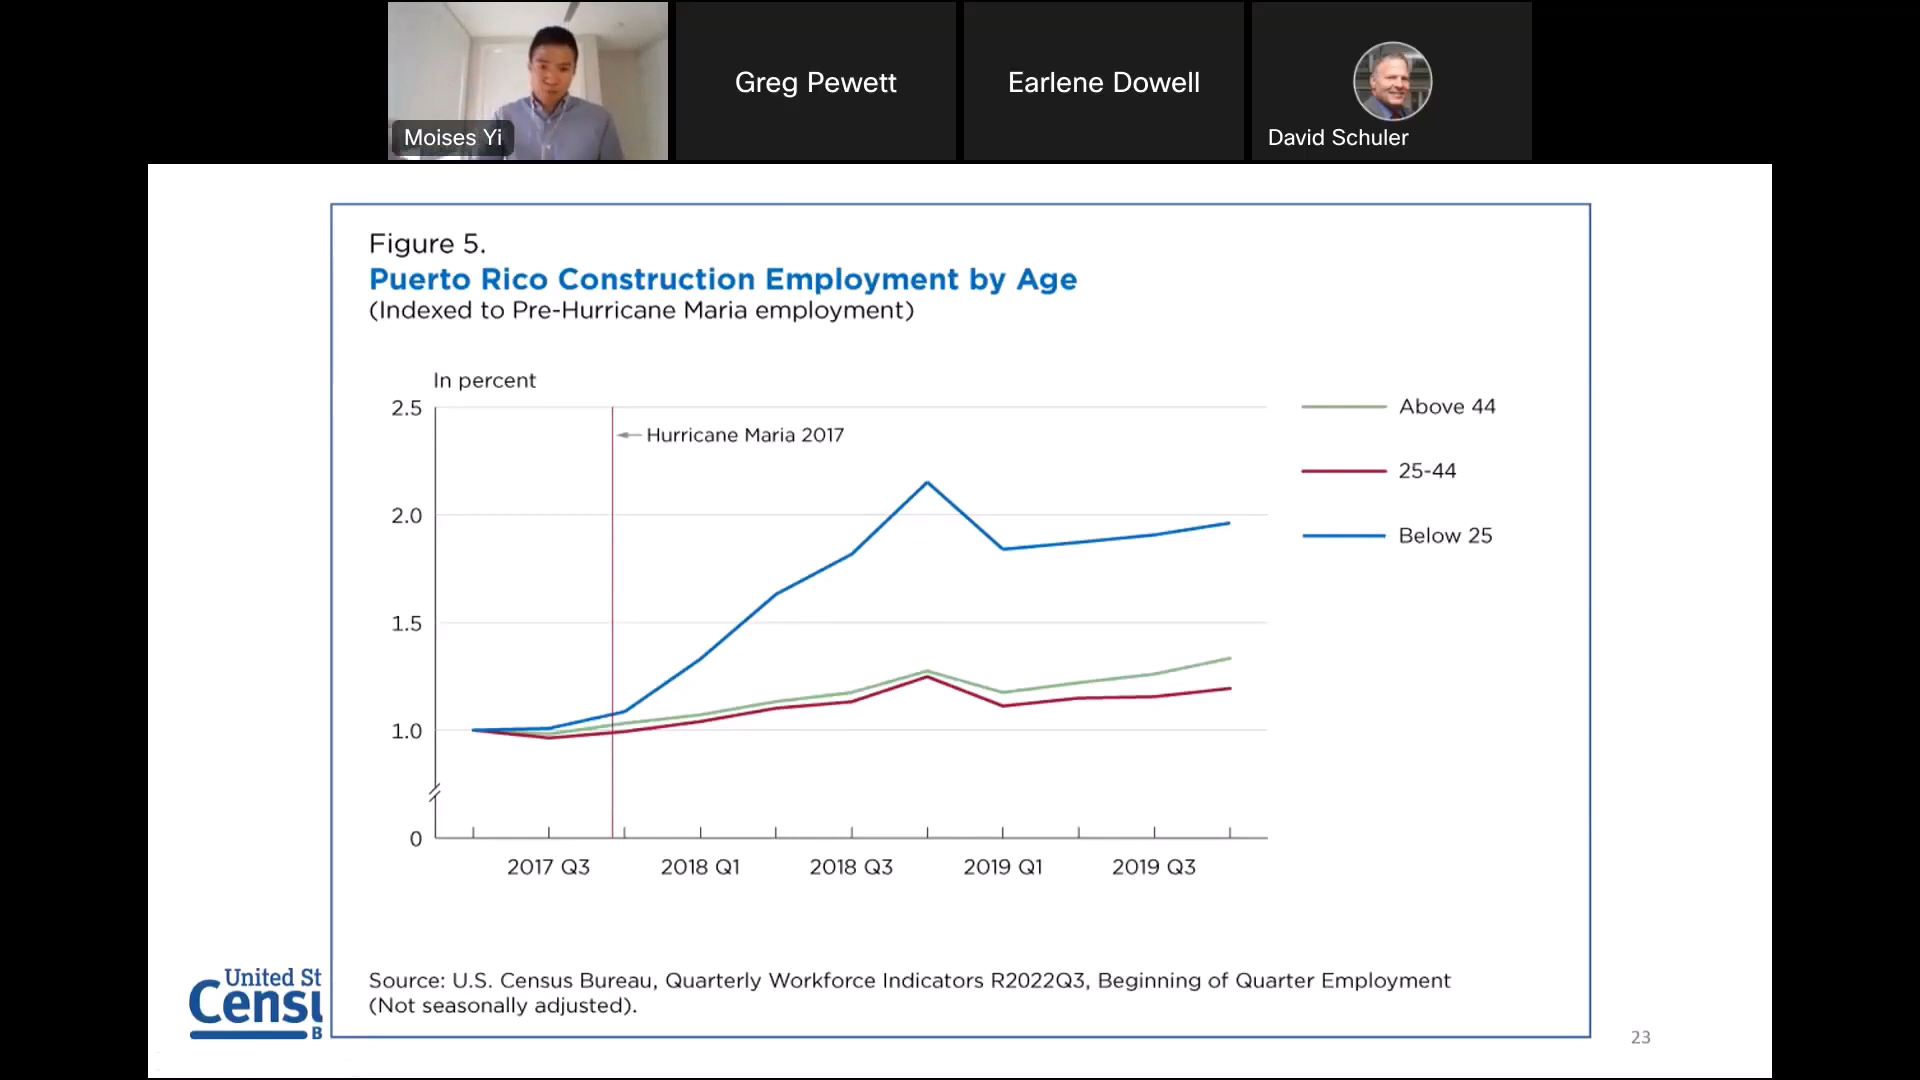 Moises Yi
Greg Pewett
Earlene Dowell
David Schuler
Figure 5.
Puerto Rico Construction Employment by Age
(Indexed to Pre-Hurricane Maria employment)
In percent
2.5
2.0
1.5
1.0
0
Hurricane Maria 2017
Above 44
25-44
Below 25
2017 Q3
2018 Q1
2018 Q3
2019 Q1
2019 Q3
Source: U.S. Census Bureau, Quarterly Workforce Indicators R2022Q3, Beginning of Quarter Employment
(Not seasonally adjusted).
United St
Censu
B
23